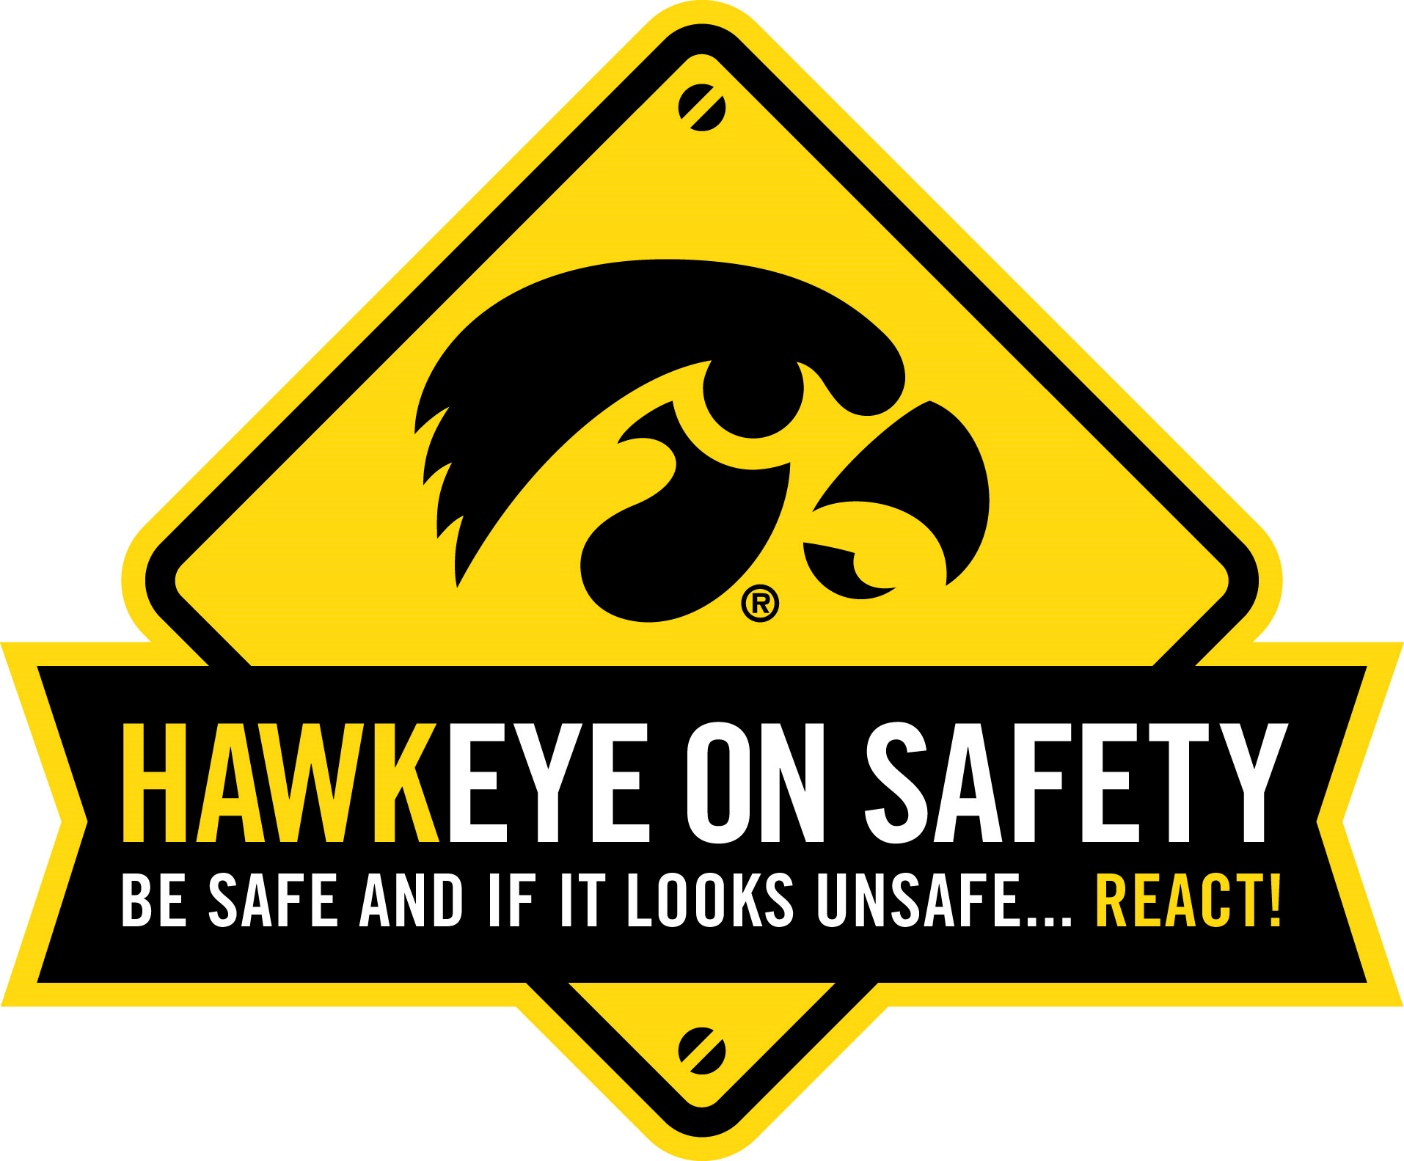 ®
HAWKEYE ON SAFETY
BE SAFE AND IF IT LOOKS UNSAFE... REACT!